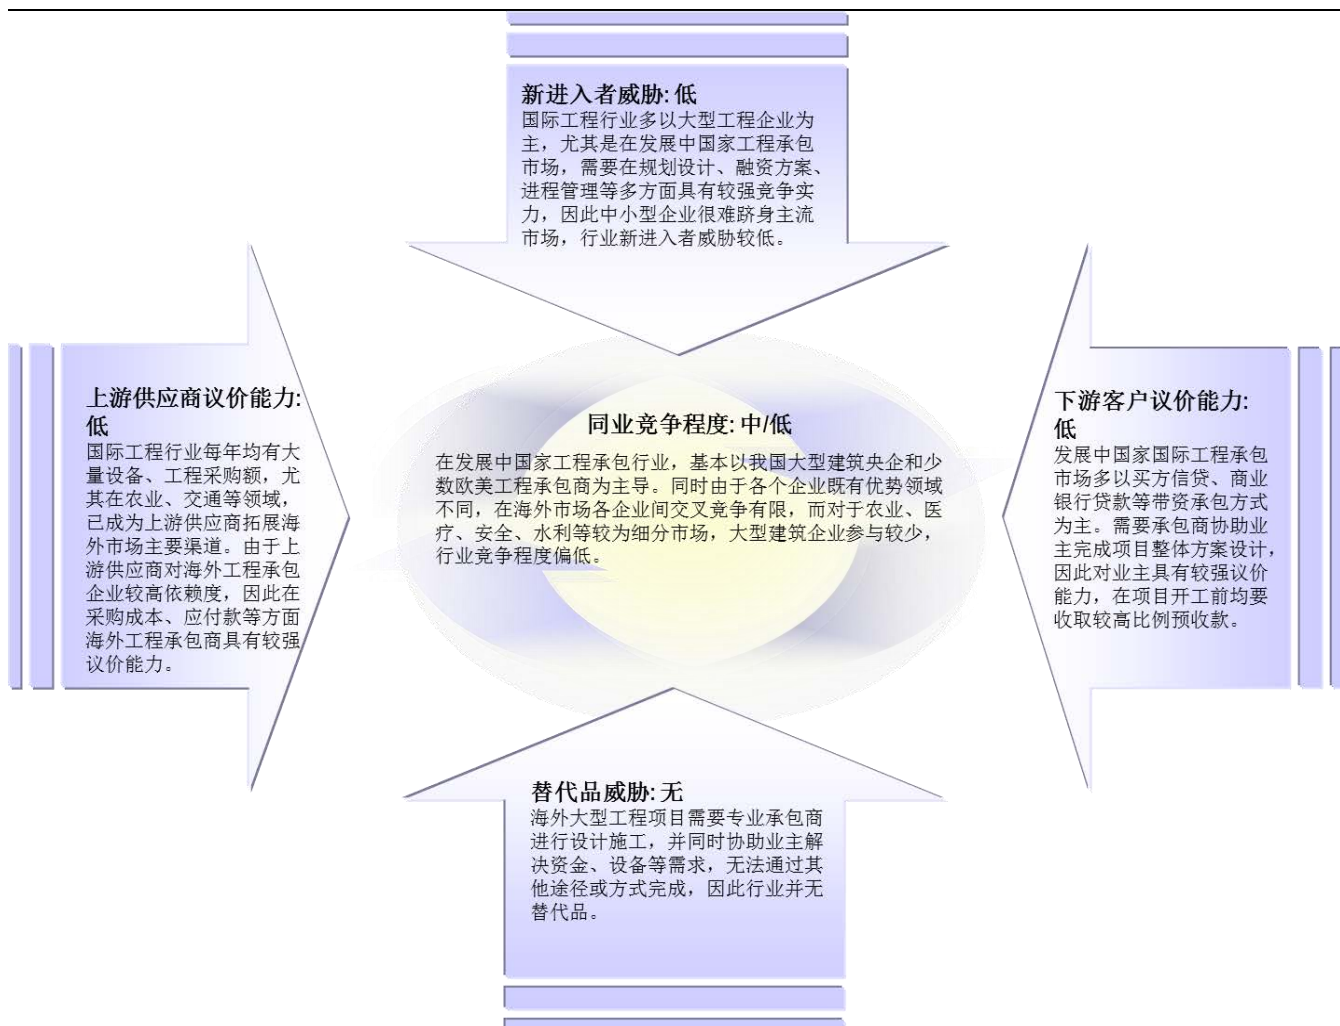 新进入者威胁: 低
国际工程行业多以大型工程企业为
主，尤其是在发展中国家工程承包
市场，需要在规划设计、融资方案、
进程管理等多方面具有较强竞争实
力，因此中小型企业很难跻身主流
市场，行业新进入者威胁较低。
上游供应商议价能力:
低
国际工程行业每年均有大
量设备、工程采购额，尤
其在农业、交通等领域，
已成为上游供应商拓展海
外市场主要渠道。由于上
游供应商对海外工程承包
企业较高依赖度，因此在
采购成本、应付款等方面
海外工程承包商具有较强
议价能力。
同业竞争程度: 中/低
在发展中国家工程承包行业，基本以我国大型建筑央企和少
数欧美工程承包商为主导。同时由于各个企业既有优势领域
不同，在海外市场各企业间交叉竞争有限，而对于农业、医
疗、安全、水利等较为细分市场，大型建筑企业参与较少，
行业竞争程度偏低。
下游客户议价能力:
低
发展中国家国际工程承包
市场多以买方信贷、商业
银行贷款等带资承包方式
为主。需要承包商协助业
主完成项目整体方案设计，
因此对业主具有较强议价
能力，在项目开工前均要
收取较高比例预收款。
替代品威胁: 无
海外大型工程项目需要专业承包商
进行设计施工，并同时协助业主解
决资金、设备等需求，无法通过其
他途径或方式完成，因此行业并无
替代品。